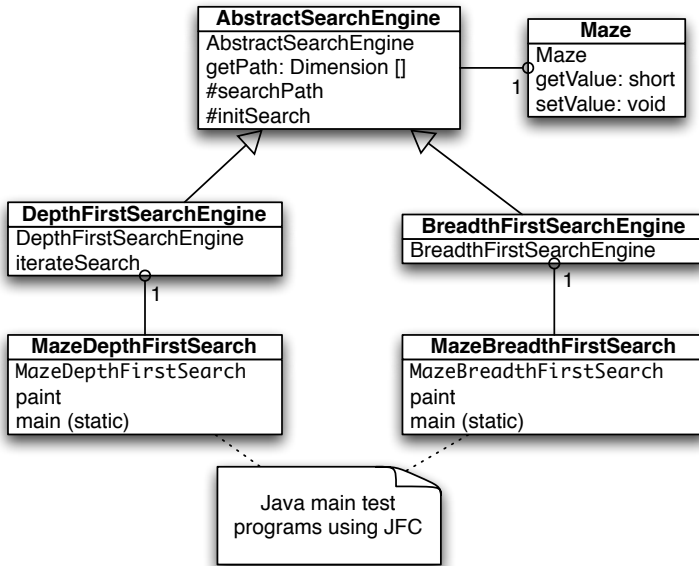 AbstractSearchEngine
AbstractSearchEngine
getPath: Dimension []
#searchPath
#initSearch
Maze
Maze
getValue: short
setValue: void
1
DepthFirstSearchEngine
DepthFirstSearchEngine
iterateSearch
1
BreadthFirstSearchEngine
BreadthFirstSearchEngine
1
MazeDepthFirstSearch
MazeDepthFirstSearch
paint
main (static)
MazeBreadthFirstSearch
MazeBreadthFirstSearch
paint
main (static)
Java main test
programs using JFC